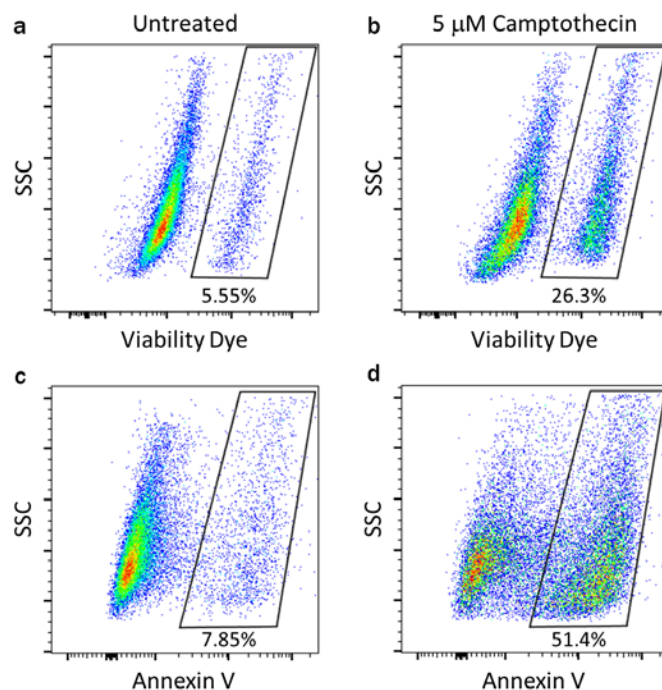 a Untreated
b 5 μM Camptothecin
SSC
5.55%
Viability Dye
SSC
26.3%
Viability Dye
c
SSC
7.85%
Annexin V
d
SSC
51.4%
Annexin V